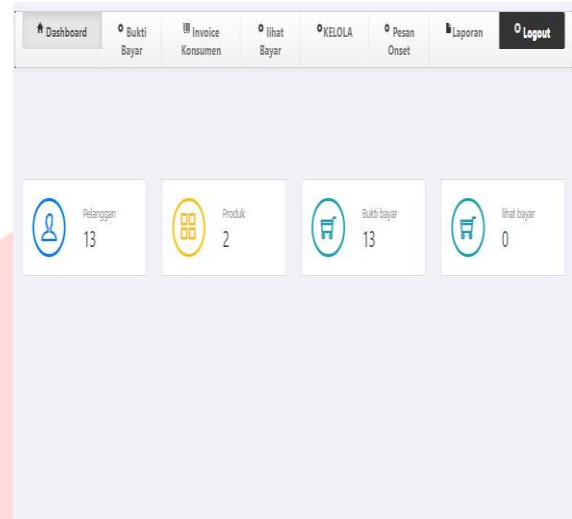 Dashboard
Bukti
Bayar
Invoice
Konsumen
lihat
Bayar
KELOLA
Pesan
Onset
Laporan
Logout
Pelanggan
13
Produk
2
Bukti bayar
13
lihat bayar
0